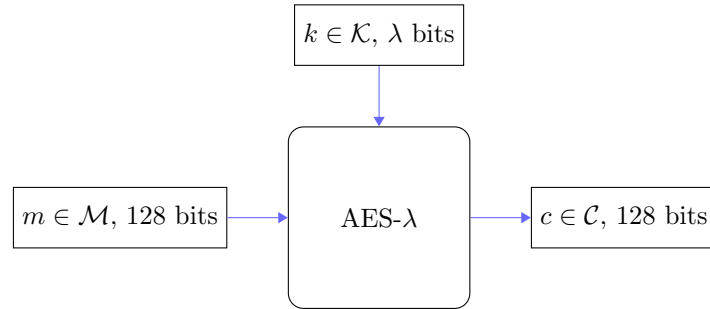 k ∈ 𝒦, λ bits
m ∈ ℳ, 128 bits
AES-λ
c ∈ 𝒞, 128 bits